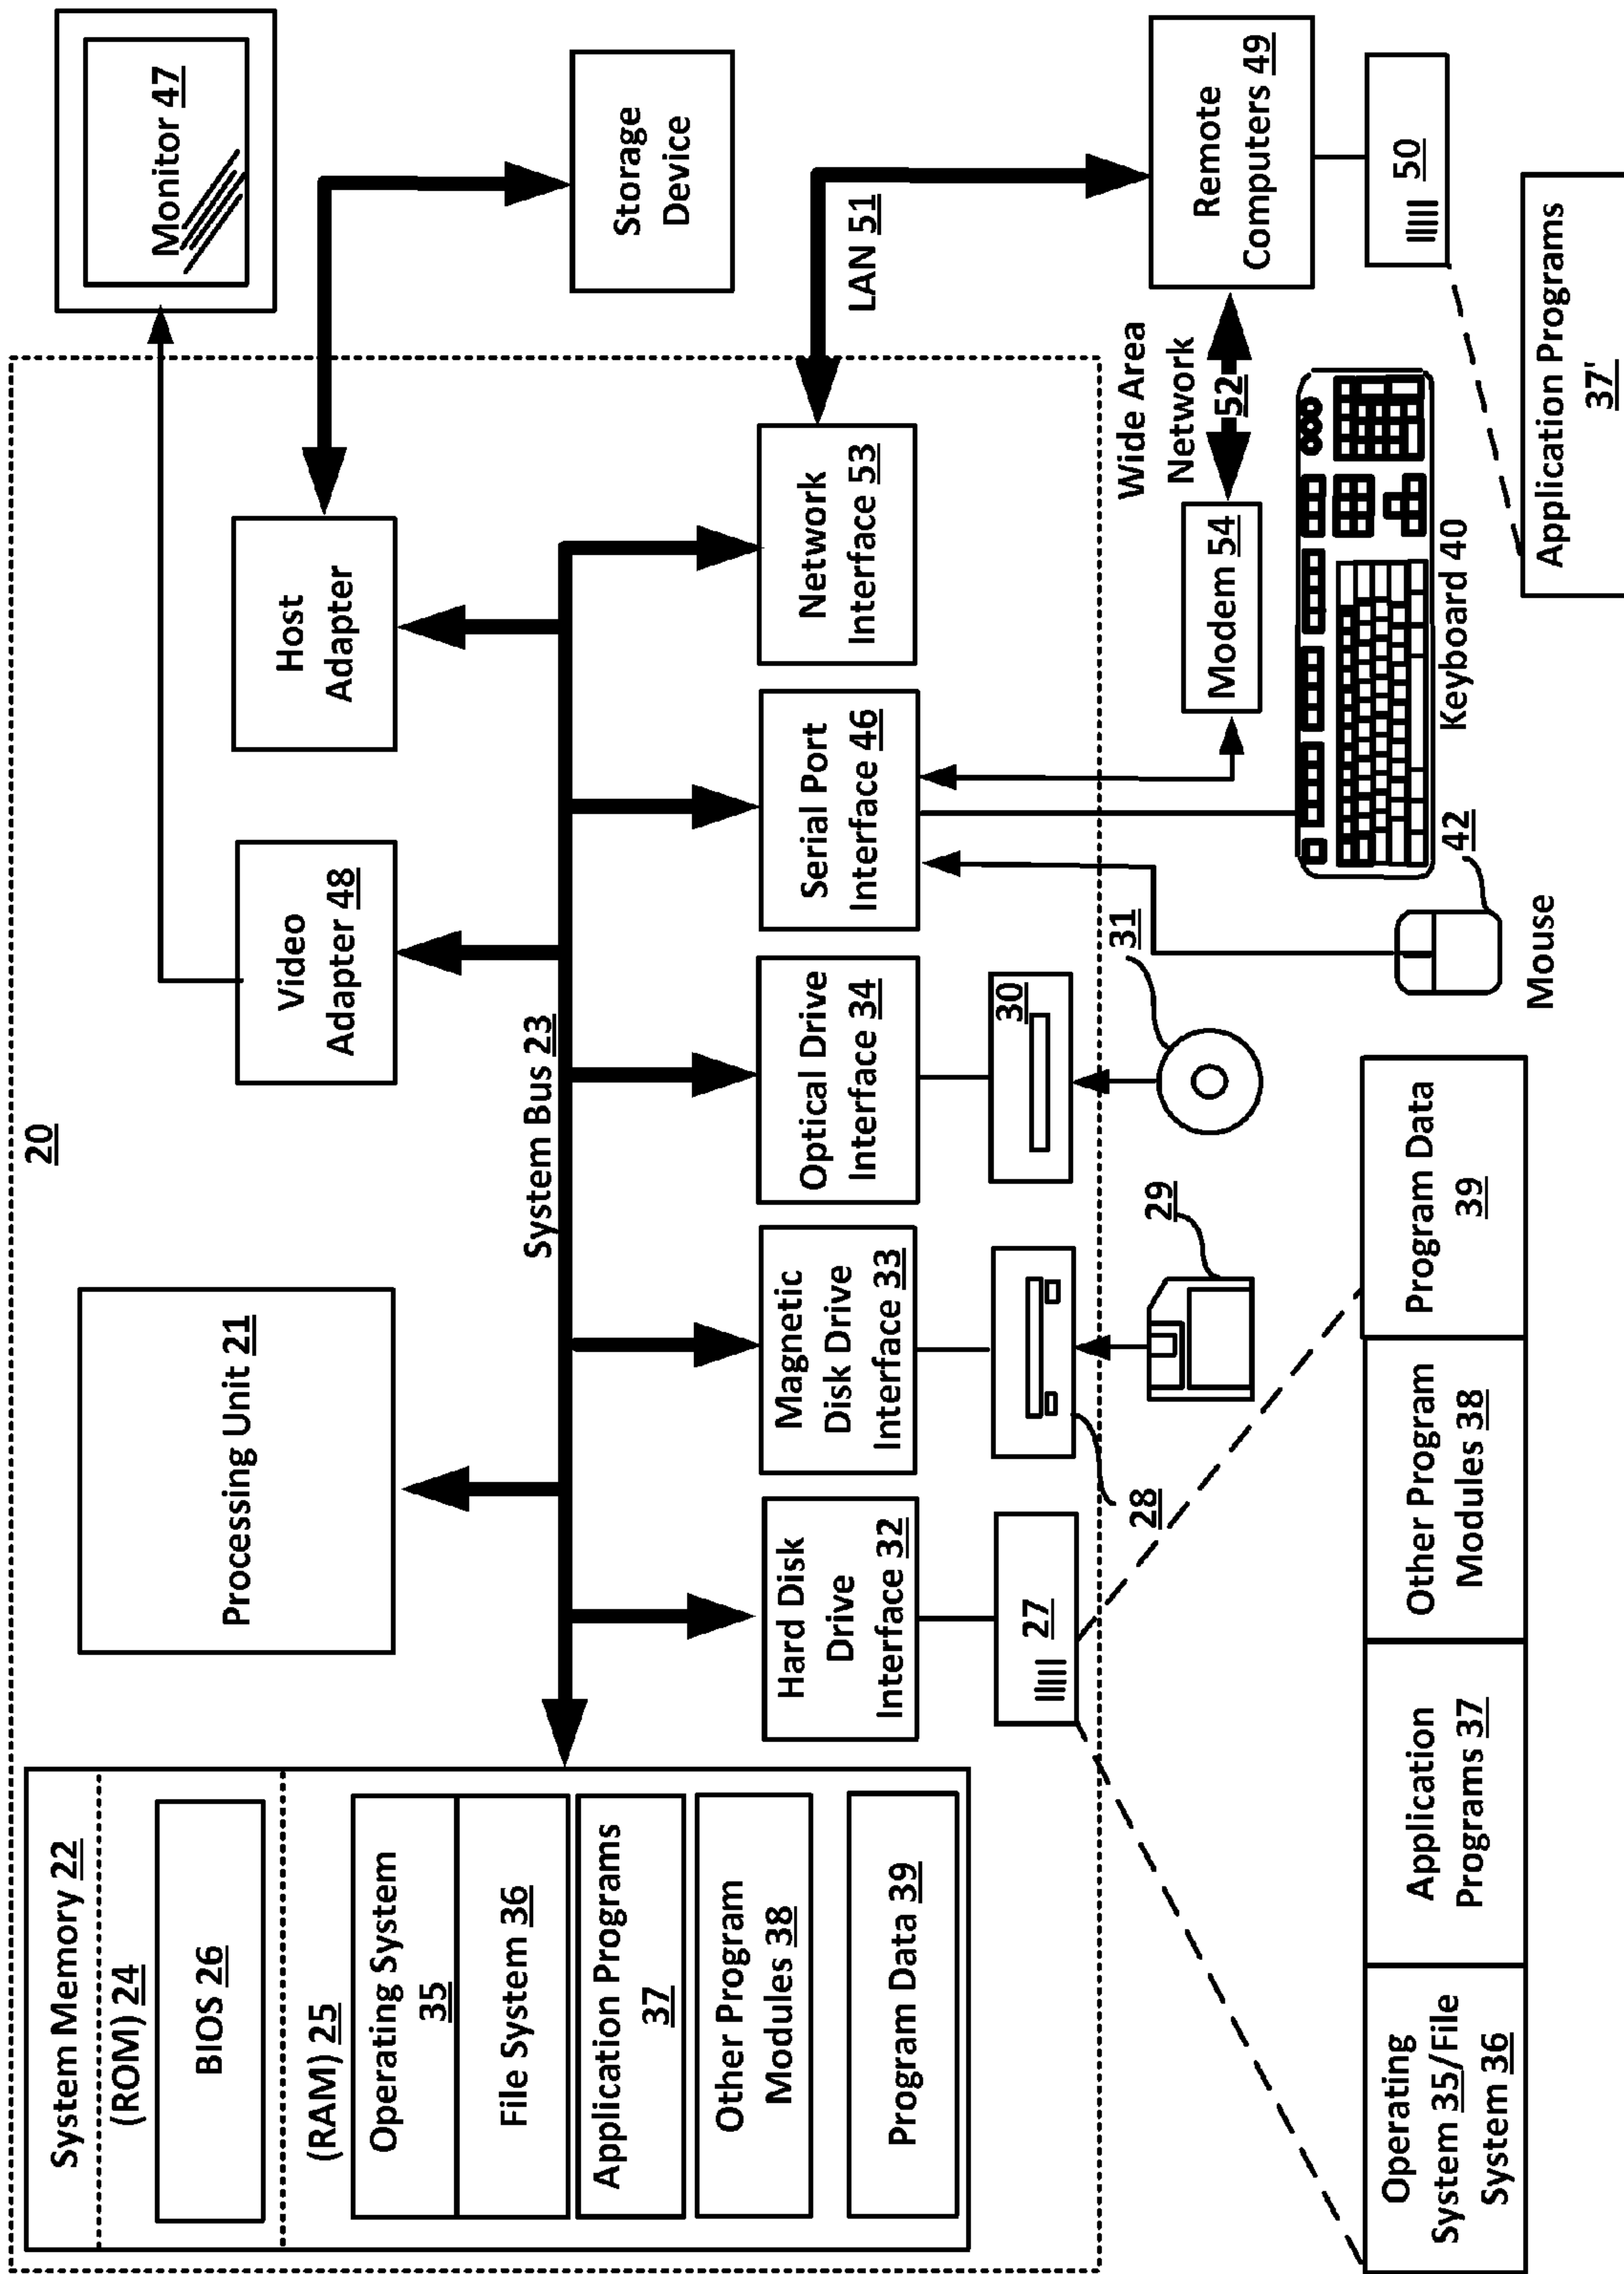 20
System Memory 22
(ROM) 24
BIOS 26
(RAM) 25
Operating System
35
File System 36
Application Programs
37
Other Program
Modules 38
Program Data 39
Processing Unit 21
Video
Adapter 48
Host
Adapter
Monitor 47
System Bus 23
Storage
Device
Hard Disk
Drive
Interface 32
Magnetic
Disk Drive
Interface 33
Optical Drive
Interface 34
Serial Port
Interface 46
Network
Interface 53
LAN 51
27
28
29
30
31
Wide Area
Network
52
Modem 54
Remote
Computers 49
50
Keyboard 40
42
Mouse
Operating
System 35/File
System 36
Application
Programs 37
Other Program
Modules 38
Program Data
39
Application Programs
37'